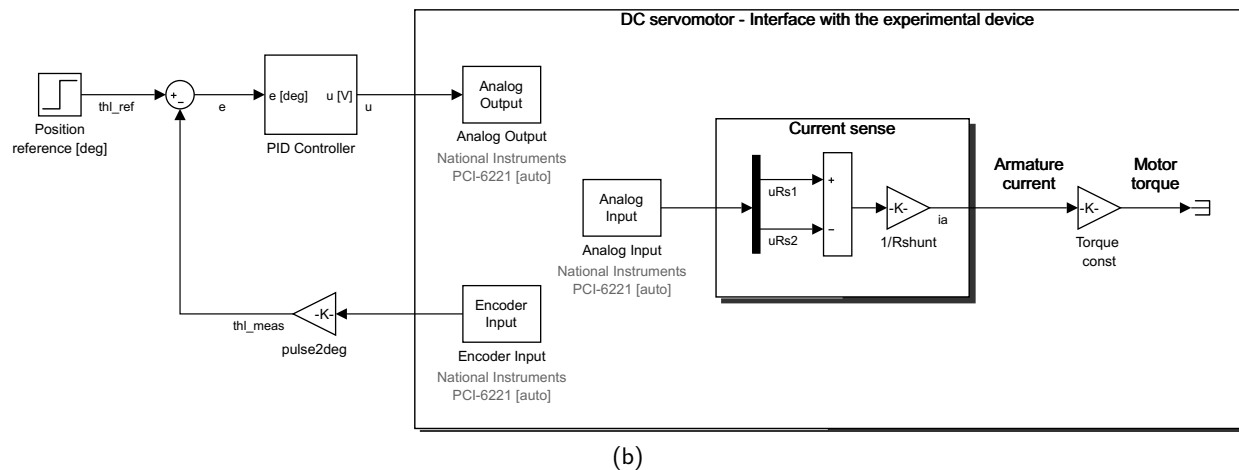 DC servomotor - Interface with the experimental device
+
−
thl_ref
Position
reference [deg]
e
e [deg]
u [V]
PID Controller
u
Analog
Output
Analog Output
National Instruments
PCI-6221 [auto]
Analog
Input
Analog Input
National Instruments
PCI-6221 [auto]
Current sense
uRs1
uRs2
+
−
-K-
1/Rshunt
ia
Armature
current
-K-
Torque
const
Motor
torque
Encoder
Input
Encoder Input
National Instruments
PCI-6221 [auto]
-K-
pulse2deg
thl_meas
(b)